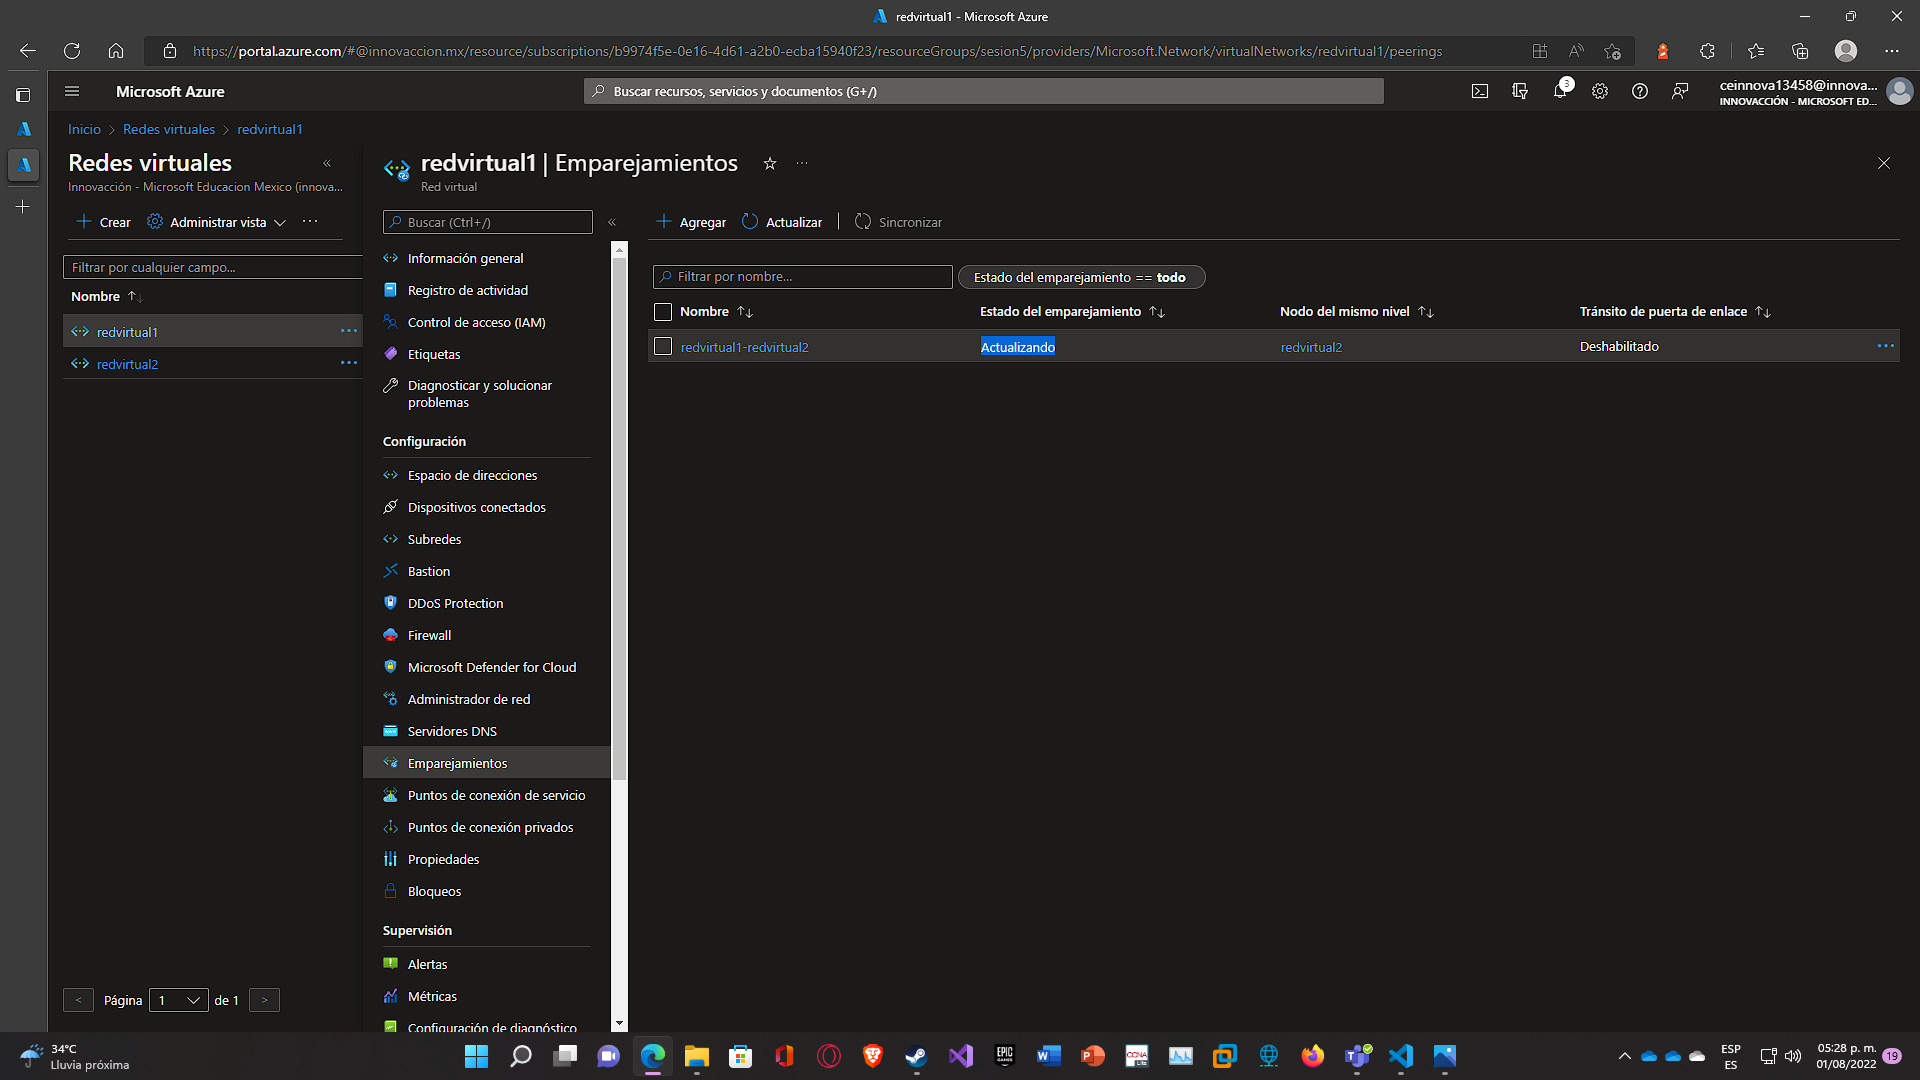 redvirtual1 - Microsoft Azure
https://portal.azure.com/#@innovaccion.mx/resource/subscriptions/b9974f5e-0e16-4d61-a2b0-ecba15940f23/resourceGroups/sesion5/providers/Microsoft.Network/virtualNetworks/redvirtual1/peerings
Microsoft Azure
Buscar recursos, servicios y documentos (G+/)
3
ceinnova13458@innova...
INNOVACCIÓN - MICROSOFT ED...
Inicio > Redes virtuales > redvirtual1
Redes virtuales
Innovacción - Microsoft Educacion Mexico (innova...
Crear
Administrar vista
Filtrar por cualquier campo...
Nombre
redvirtual1
redvirtual2
< Página 1 de 1 >
redvirtual1 | Emparejamientos
Red virtual
Buscar (Ctrl+/)
Información general
Registro de actividad
Control de acceso (IAM)
Etiquetas
Diagnosticar y solucionar
problemas
Configuración
Espacio de direcciones
Dispositivos conectados
Subredes
Bastion
DDoS Protection
Firewall
Microsoft Defender for Cloud
Administrador de red
Servidores DNS
Emparejamientos
Puntos de conexión de servicio
Puntos de conexión privados
Propiedades
Bloqueos
Supervisión
Alertas
Métricas
Configuración de diagnóstico
Agregar
Actualizar
Sincronizar
Filtrar por nombre...
Estado del emparejamiento == todo
Nombre
Estado del emparejamiento
Nodo del mismo nivel
Tránsito de puerta de enlace
redvirtual1-redvirtual2
Actualizando
redvirtual2
Deshabilitado
34°C
Lluvia próxima
EPIC
GAMES
CCNA
ESP
ES
05:28 p. m.
01/08/2022
19